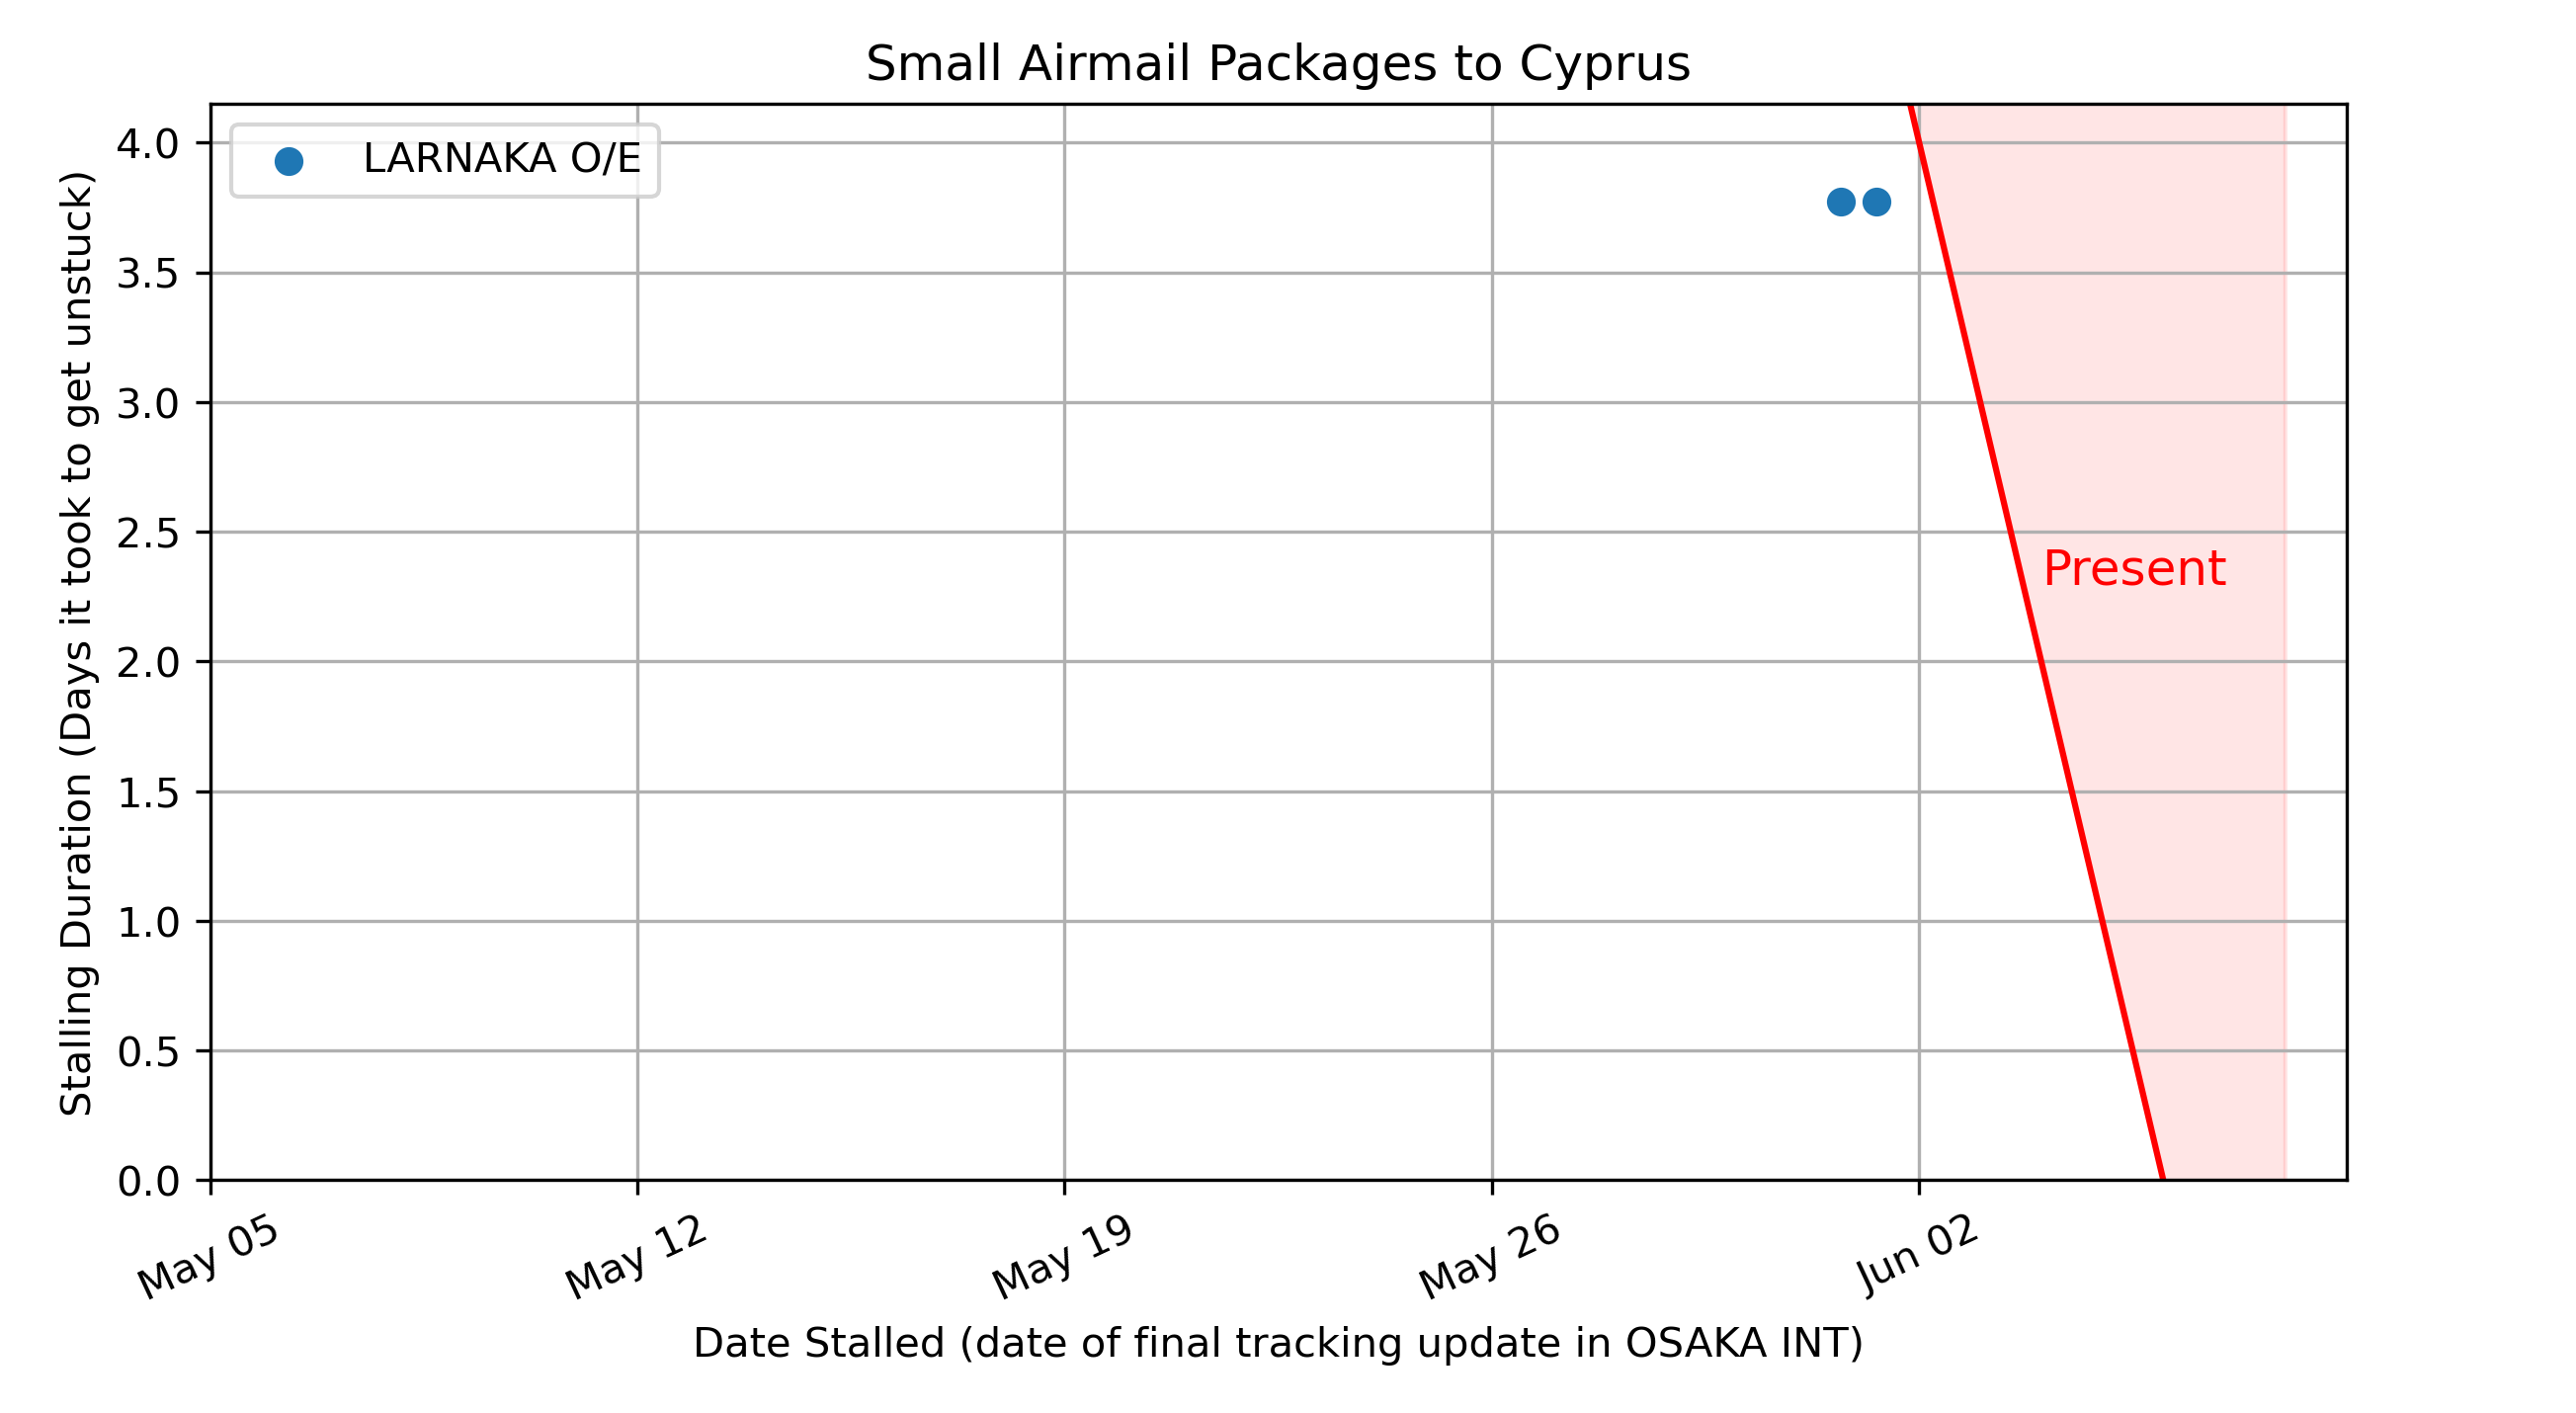 Small Airmail Packages to Cyprus
LARNAKA O/E
Stalling Duration (Days it took to get unstuck)
4.0
3.5
3.0
2.5
2.0
1.5
1.0
0.5
0.0
Present
May 05
May 12
May 19
May 26
Jun 02
Date Stalled (date of final tracking update in OSAKA INT)